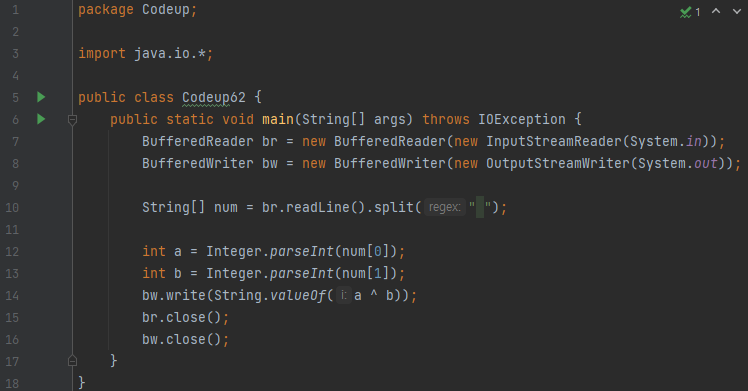 1 package Codeup;
2
3 import java.io.*;
4
5 public class Codeup62 {
6 public static void main(String[] args) throws IOException {
7 BufferedReader br = new BufferedReader(new InputStreamReader(System.in));
8 BufferedWriter bw = new BufferedWriter(new OutputStreamWriter(System.out));
9
10 String[] num = br.readLine().split( regex: " ");
11
12 int a = Integer.parseInt(num[0]);
13 int b = Integer.parseInt(num[1]);
14 bw.write(String.valueOf( i: a ^ b));
15 br.close();
16 bw.close();
17 }
18 }
1